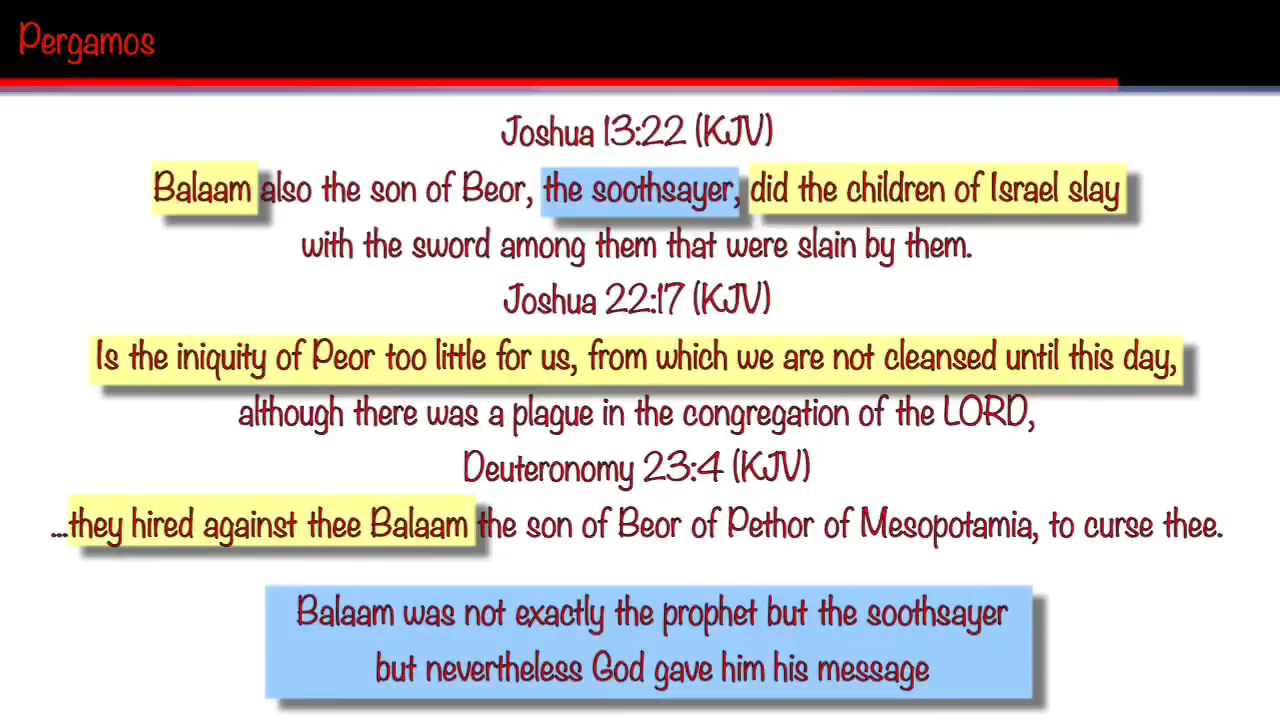 Pergamos
Joshua 13:22 (KJV)
Balaam also the son of Beor, the soothsayer, did the children of Israel slay
with the sword among them that were slain by them.
Joshua 22:17 (KJV)
Is the iniquity of Peor too little for us, from which we are not cleansed until this day,
although there was a plague in the congregation of the LORD,
Deuteronomy 23:4 (KJV)
...they hired against thee Balaam the son of Beor of Pethor of Mesopotamia, to curse thee.
Balaam was not exactly the prophet but the soothsayer
but nevertheless God gave him his message